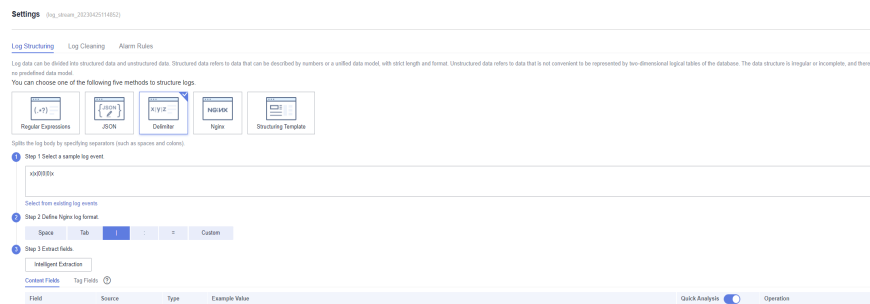 Settings (log_stream_20230425114852)
Log Structuring Log Cleaning Alarm Rules
Log data can be divided into structured data and unstructured data. Structured data refers to data that can be described by numbers or a unified data model, with strict length and format. Unstructured data refers to data that is not convenient to be represented by two-dimensional logical tables of the database. The data structure is irregular or incomplete, and there
no predefined data model.
You can choose one of the following five methods to structure logs.
{.*?} {JSON} x|y|z NGINX
Regular Expressions JSON Delimiter Nginx Structuring Template
Splits the log body by specifying separators (such as spaces and colons).
1 Step 1 Select a sample log event.
x|x|0|0|0|x
Select from existing log events
2 Step 2 Define Nginx log format.
Space Tab | : = Custom
3 Step 3 Extract fields.
Intelligent Extraction
Content Fields Tag Fields ?
Field Source Type Example Value Quick Analysis Operation